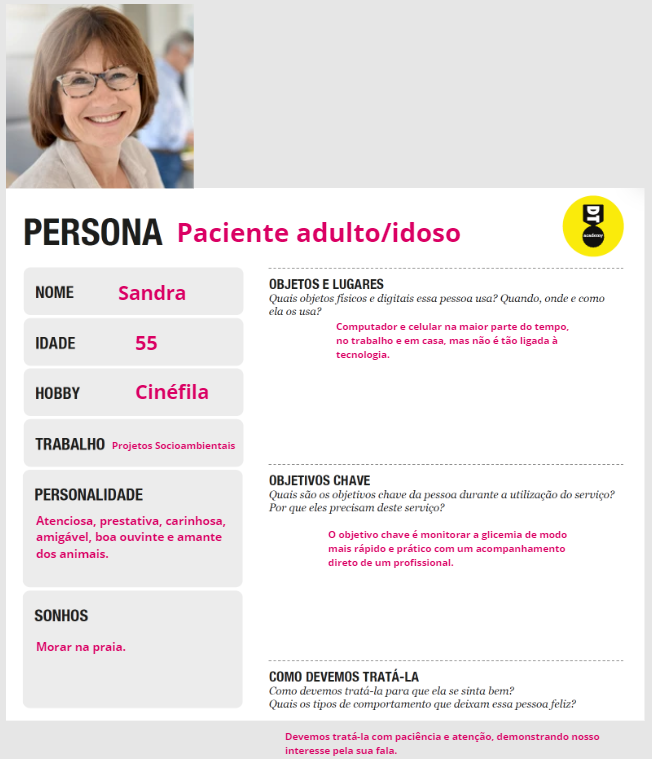 PERSONA Paciente adulto/idoso
DT
academy
NOME Sandra
IDADE 55
HOBBY Cinéfila
TRABALHO Projetos Socioambientais
PERSONALIDADE
Atenciosa, prestativa, carinhosa,
amigável, boa ouvinte e amante
dos animais.
SONHOS
Morar na praia.
OBJETOS E LUGARES
Quais objetos físicos e digitais essa pessoa usa? Quando, onde e como
ela os usa?
Computador e celular na maior parte do tempo,
no trabalho e em casa, mas não é tão ligada à
tecnologia.
OBJETIVOS CHAVE
Quais são os objetivos chave da pessoa durante a utilização do serviço?
Por que eles precisam deste serviço?
O objetivo chave é monitorar a glicemia de modo
mais rápido e prático com um acompanhamento
direto de um profissional.
COMO DEVEMOS TRATÁ-LA
Como devemos tratá-la para que ela se sinta bem?
Quais os tipos de comportamento que deixam essa pessoa feliz?
Devemos tratá-la com paciência e atenção, demonstrando nosso
interesse pela sua fala.